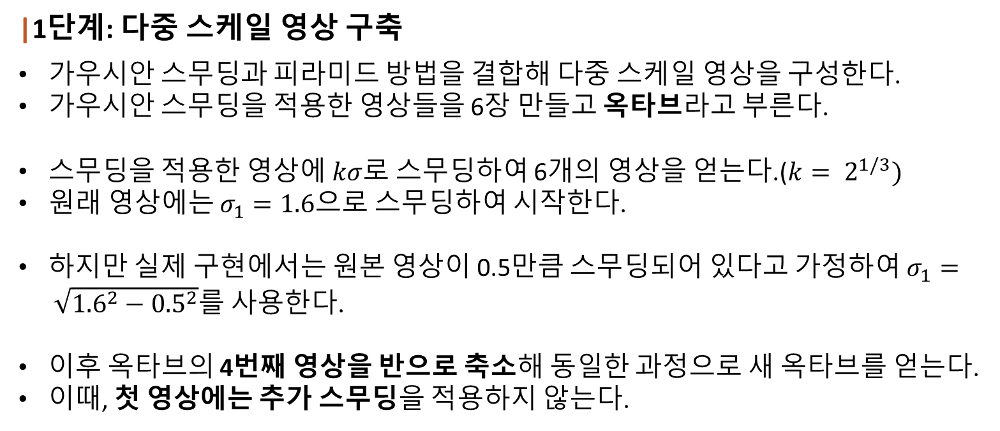 1단계: 다중 스케일 영상 구축
• 가우시안 스무딩과 피라미드 방법을 결합해 다중 스케일 영상을 구성한다.
• 가우시안 스무딩을 적용한 영상들을 6장 만들고 옥타브라고 부른다.
• 스무딩을 적용한 영상에 𝑘𝜎로 스무딩하여 6개의 영상을 얻는다.(𝑘 = 2^{1/3})
• 원래 영상에는 𝜎₁ = 1.6으로 스무딩하여 시작한다.
• 하지만 실제 구현에서는 원본 영상이 0.5만큼 스무딩되어 있다고 가정하여 𝜎₁ =
√(1.6² − 0.5²)를 사용한다.
• 이후 옥타브의 4번째 영상을 반으로 축소해 동일한 과정으로 새 옥타브를 얻는다.
• 이때, 첫 영상에는 추가 스무딩을 적용하지 않는다.